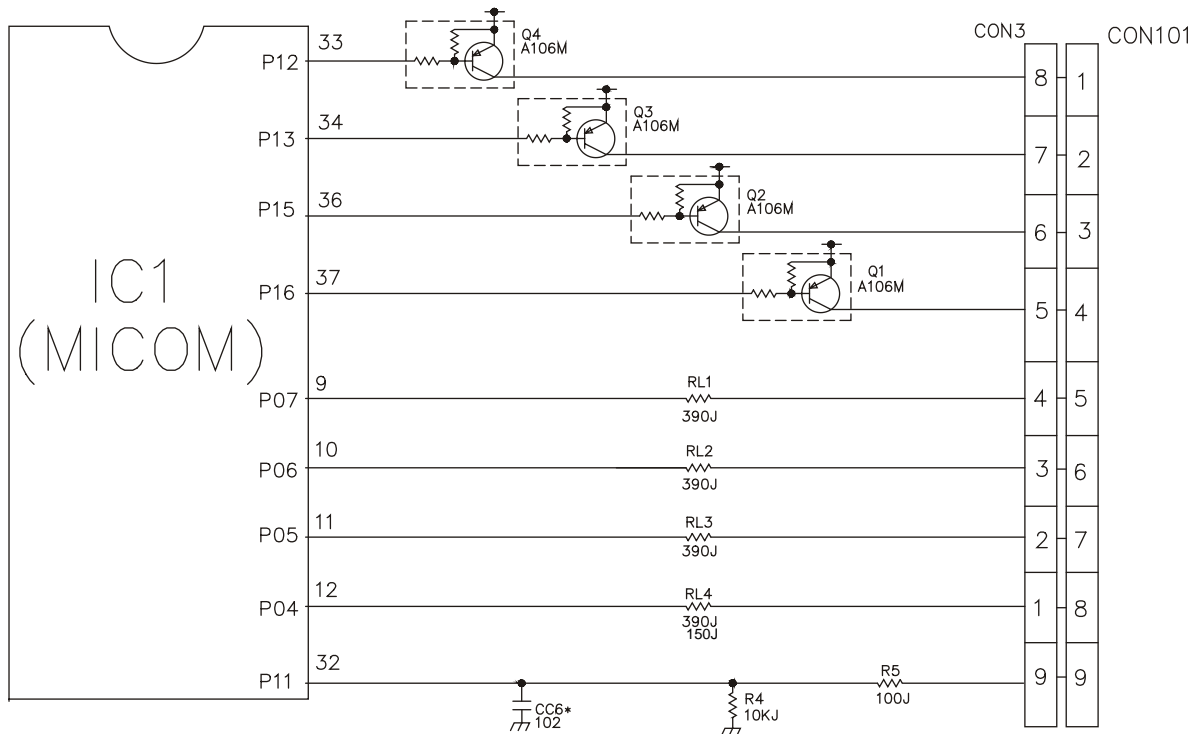 CON3
CON101
Q4
A106M
P12
33
8
1
Q3
A106M
P13
34
7
2
Q2
A106M
P15
36
6
3
Q1
A106M
P16
37
5
4
IC1
(MICOM)
P07
9
RL1
390J
4
5
P06
10
RL2
390J
3
6
P05
11
RL3
390J
2
7
P04
12
RL4
390J
150J
1
8
P11
32
CC6*
102
R4
10KJ
R5
100J
9
9